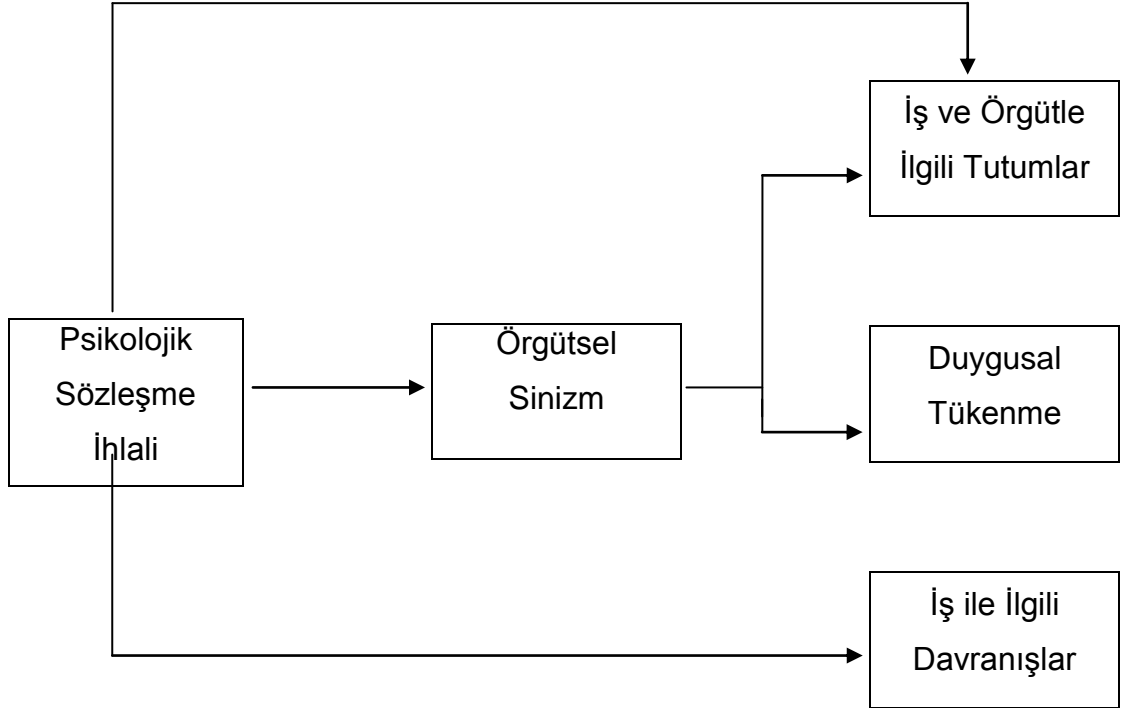 İş ve Örgütle
İlgili Tutumlar
Psikolojik
Sözleşme
İhlali
Örgütsel
Sinizm
Duygusal
Tükenme
İş ile İlgili
Davranışlar